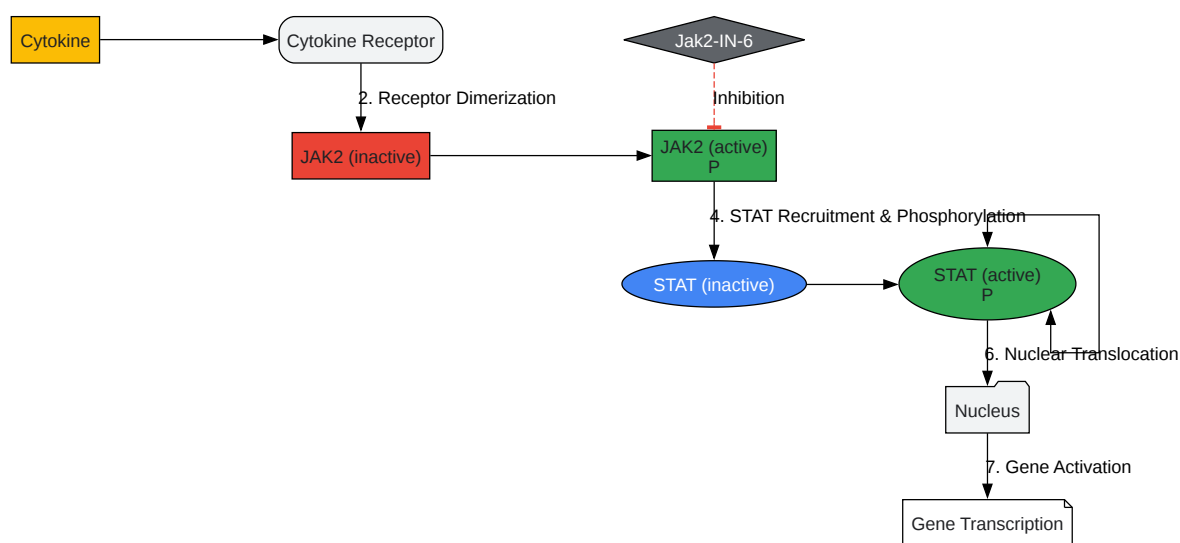 Cytokine
Cytokine Receptor
Jak2-IN-6
2. Receptor Dimerization
Inhibition
JAK2 (inactive)
JAK2 (active)
P
4. STAT Recruitment & Phosphorylation
STAT (inactive)
STAT (active)
P
6. Nuclear Translocation
Nucleus
7. Gene Activation
Gene Transcription